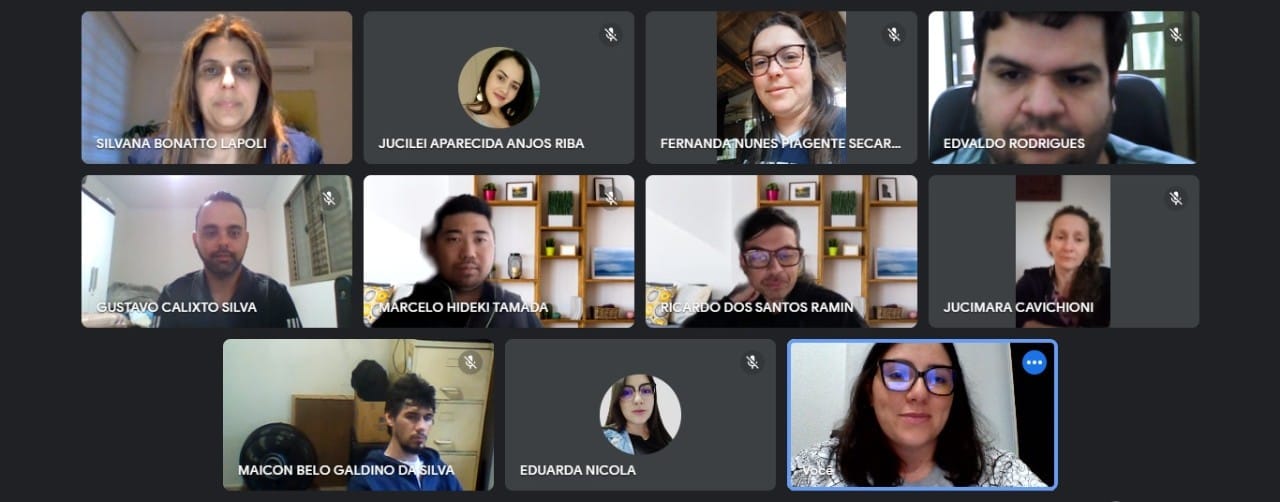 SILVANA BONATTO LAPOLI
JUCILEI APARECIDA ANJOS RIBA
FERNANDA NUNES PIAGENTE SECAR...
EDVALDO RODRIGUES
GUSTAVO CALIXTO SILVA
MARCELO HIDEKI TAMADA
RICARDO DOS SANTOS RAMIN
JUCIMARA CAVICHIONI
MAICON BELO GALDINO DA SILVA
EDUARDA NICOLA
Você